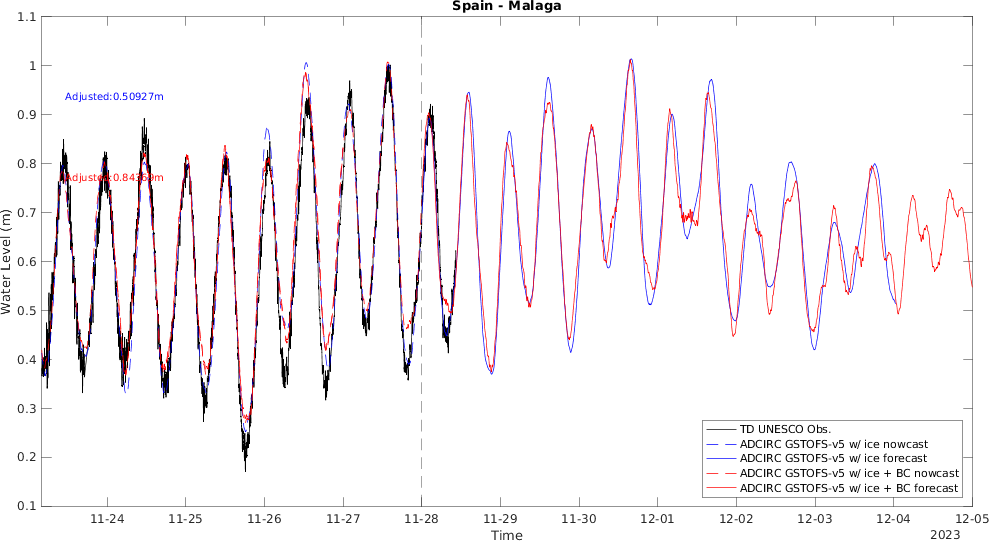 Spain - Malaga
1.1
1
0.9
0.8
0.7
0.6
0.5
0.4
0.3
0.2
0.1
Water Level (m)
Adjusted:0.50927m
Adjusted:0.84369m
TD UNESCO Obs.
ADCIRC GSTOFS-v5 w/ ice nowcast
ADCIRC GSTOFS-v5 w/ ice forecast
ADCIRC GSTOFS-v5 w/ ice + BC nowcast
ADCIRC GSTOFS-v5 w/ ice + BC forecast
11-24 11-25 11-26 11-27 11-28 11-29 11-30 12-01 12-02 12-03 12-04 12-05
Time
2023